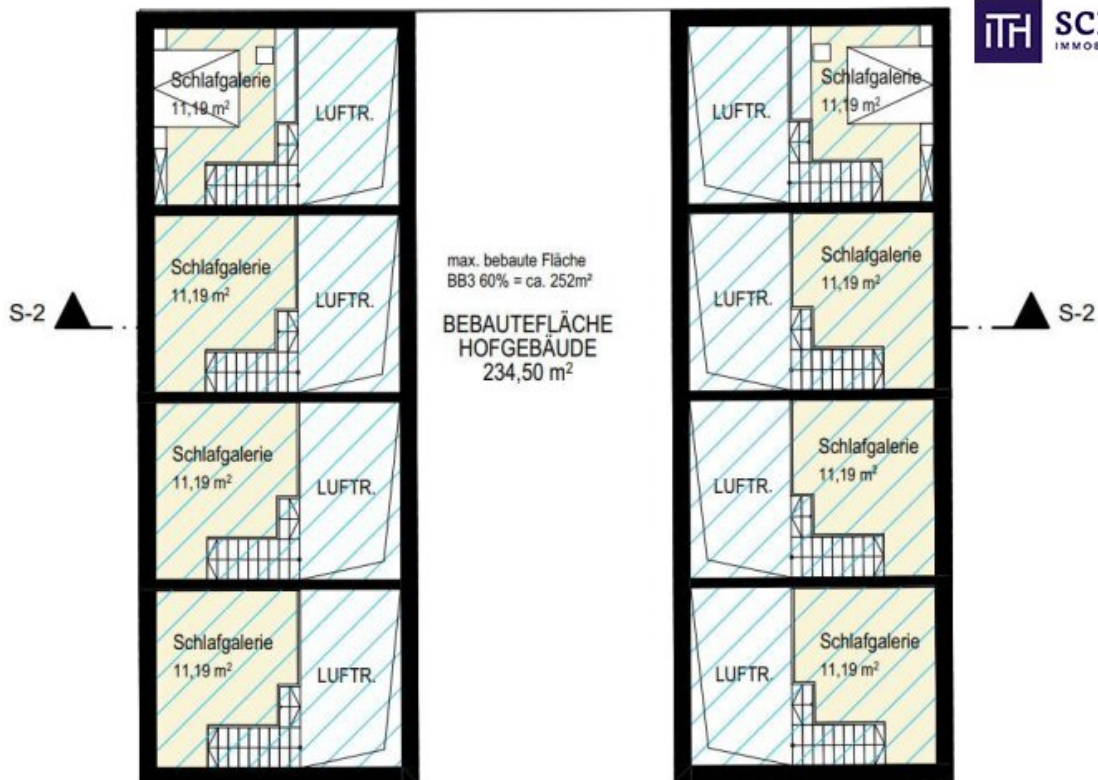 ITH
Schlafgalerie
11,19 m²
LUFTR.
LUFTR.
Schlafgalerie
11,19 m²
Schlafgalerie
11,19 m²
LUFTR.
max. bebaute Fläche
BB3 60% = ca. 252m²
BEBAUTEFLÄCHE
HOFGEBÄUDE
234,50 m²
LUFTR.
Schlafgalerie
11,19 m²
S-2
S-2
Schlafgalerie
11,19 m²
LUFTR.
LUFTR.
Schlafgalerie
11,19 m²
Schlafgalerie
11,19 m²
LUFTR.
LUFTR.
Schlafgalerie
11,19 m²